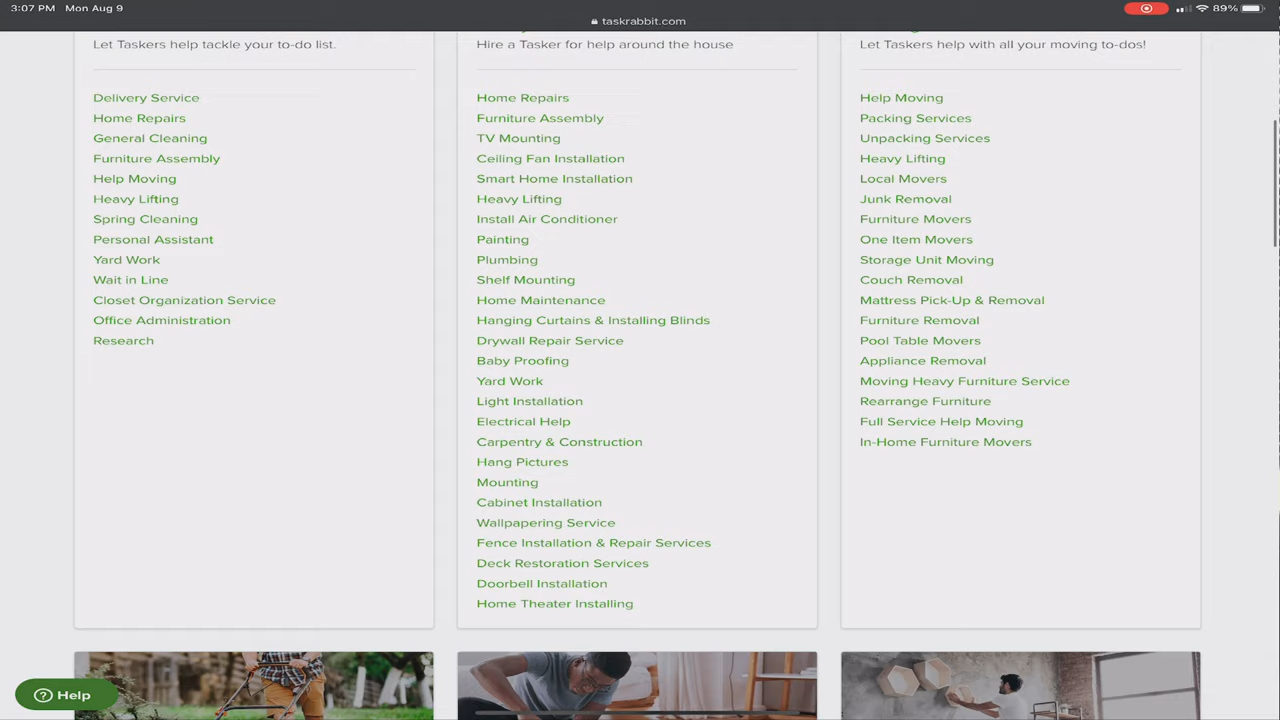 3:07 PM Mon Aug 9
89%
taskrabbit.com
Let Taskers help tackle your to-do list.
Delivery Service
Home Repairs
General Cleaning
Furniture Assembly
Help Moving
Heavy Lifting
Spring Cleaning
Personal Assistant
Yard Work
Wait in Line
Closet Organization Service
Office Administration
Research
Hire a Tasker for help around the house
Home Repairs
Furniture Assembly
TV Mounting
Ceiling Fan Installation
Smart Home Installation
Heavy Lifting
Install Air Conditioner
Painting
Plumbing
Shelf Mounting
Home Maintenance
Hanging Curtains & Installing Blinds
Drywall Repair Service
Baby Proofing
Yard Work
Light Installation
Electrical Help
Carpentry & Construction
Hang Pictures
Mounting
Cabinet Installation
Wallpapering Service
Fence Installation & Repair Services
Deck Restoration Services
Doorbell Installation
Home Theater Installing
Let Taskers help with all your moving to-dos!
Help Moving
Packing Services
Unpacking Services
Heavy Lifting
Local Movers
Junk Removal
Furniture Movers
One Item Movers
Storage Unit Moving
Couch Removal
Mattress Pick-Up & Removal
Furniture Removal
Pool Table Movers
Appliance Removal
Moving Heavy Furniture Service
Rearrange Furniture
Full Service Help Moving
In-Home Furniture Movers
Help